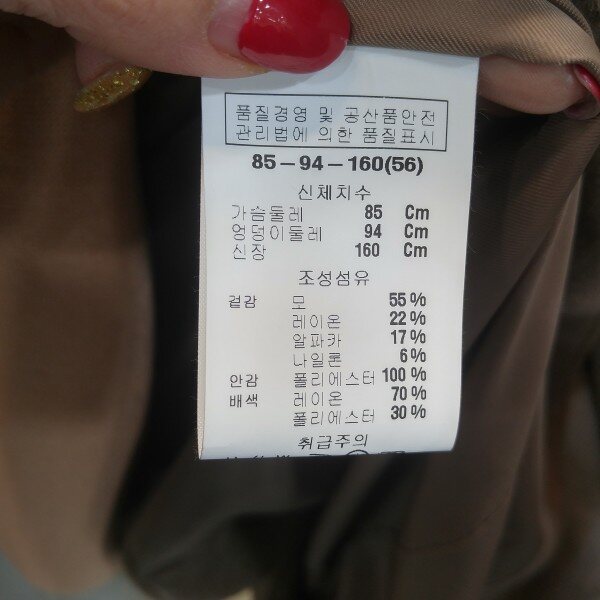 품질경영 및 공산품안전
관리법에 의한 품질표시
85-94-160(56)
신체치수
가슴둘레 85 Cm
엉덩이둘레 94 Cm
신장 160 Cm
조성섬유
겉감 모 55%
레이온 22%
알파카 17%
나일론 6%
안감 폴리에스터 100%
배색 레이온 70%
폴리에스터 30%
취급주의